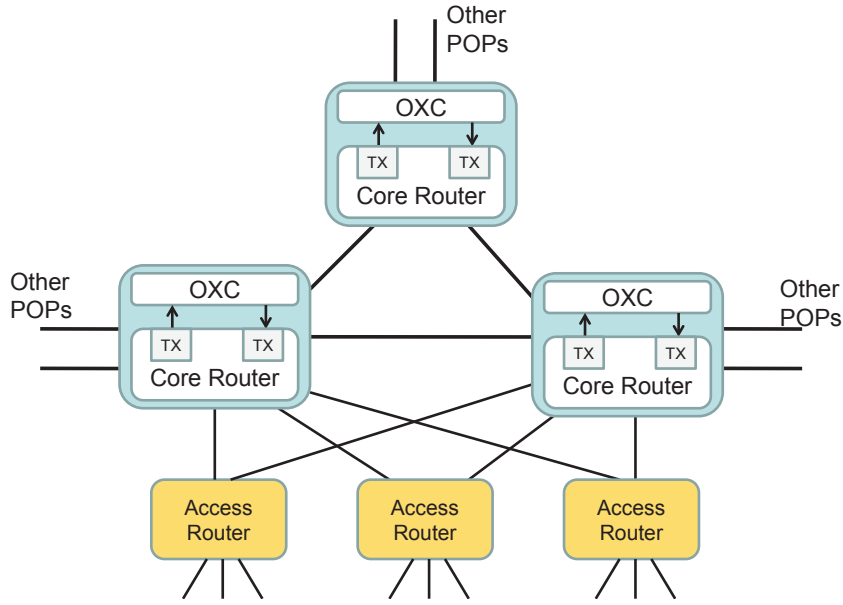 Other
POPs
OXC
TX
TX
Core Router
Other
POPs
OXC
TX
TX
Core Router
OXC
TX
TX
Core Router
Other
POPs
Access
Router
Access
Router
Access
Router